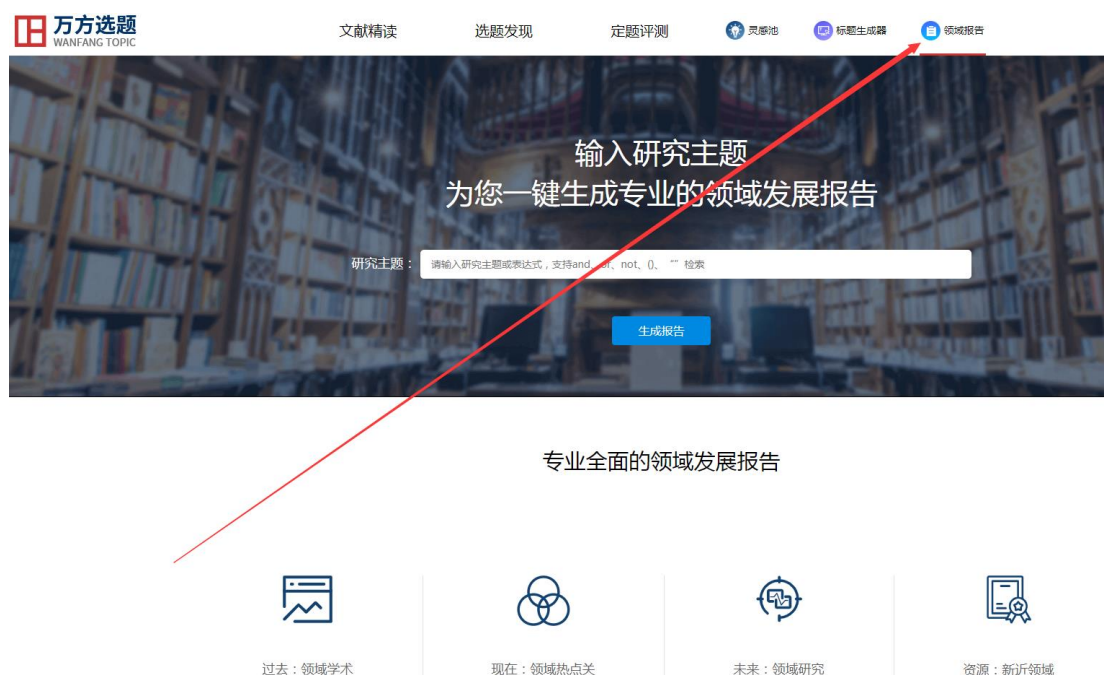 万方选题
WANFANG TOPIC
文献精读
选题发现
定题评测
灵感池
标题生成器
领域报告
输入研究主题
为您一键生成专业的领域发展报告
研究主题：
请输入研究主题或表达式，支持and、or、not、()、 “” 检索
生成报告
专业全面的领域发展报告
过去：领域学术
现在：领域热点关
未来：领域研究
资源：新近领域